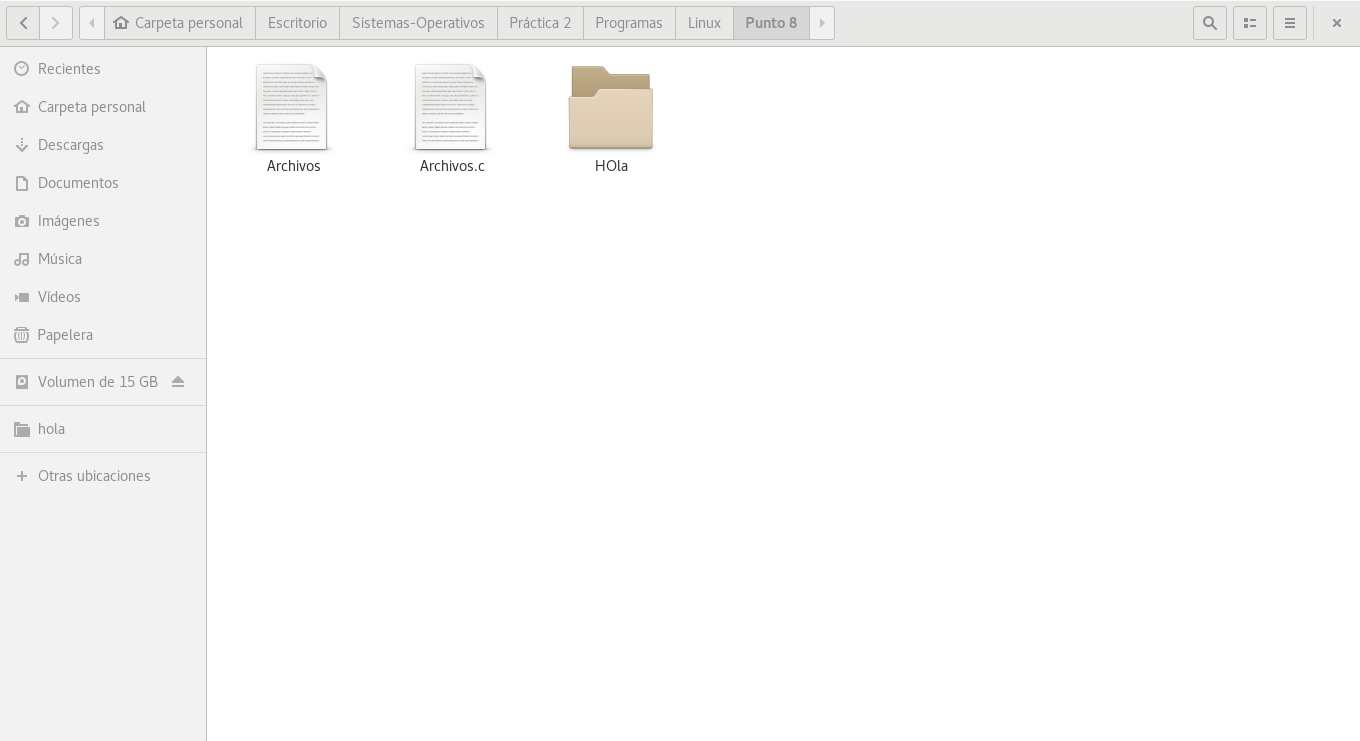 Carpeta personal Escritorio Sistemas-Operativos Práctica 2 Programas Linux Punto 8
Recientes
Carpeta personal
Descargas
Documentos
Imágenes
Música
Vídeos
Papelera
Volumen de 15 GB
hola
Otras ubicaciones
Archivos Archivos.c HOla